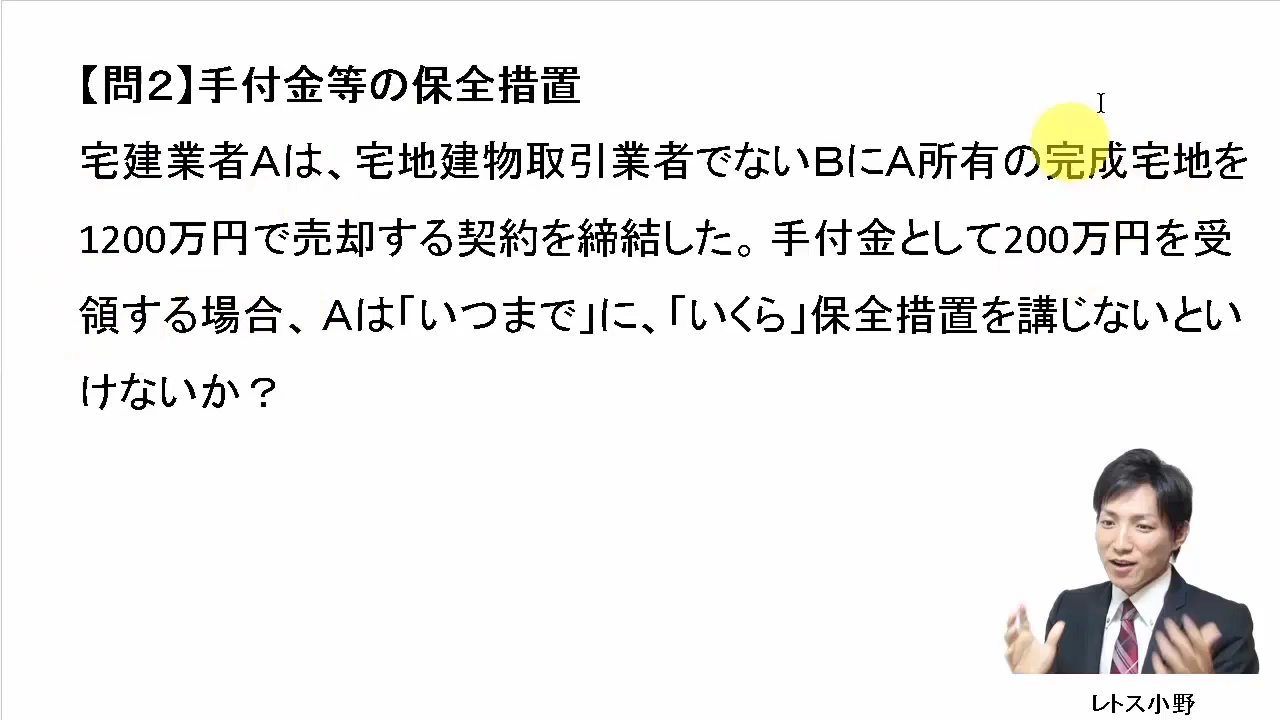 【問２】手付金等の保全措置
宅建業者Ａは、宅地建物取引業者でないＢにＡ所有の完成宅地を
1200万円で売却する契約を締結した。手付金として200万円を受
領する場合、Ａは「いつまで」に、「いくら」保全措置を講じないとい
けないか？
レトス小野